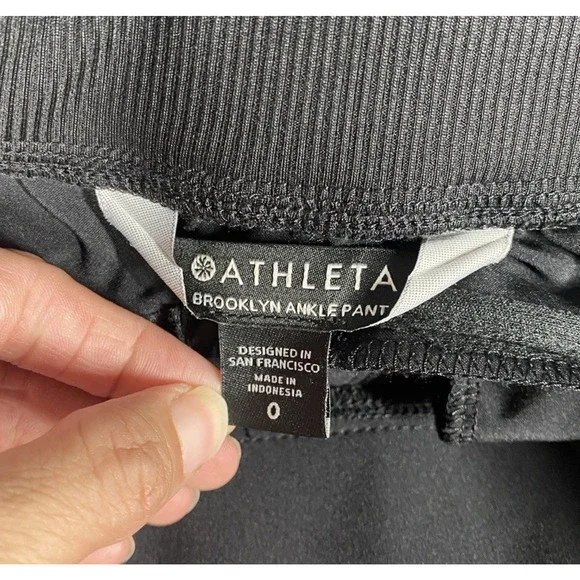 ATHLETA
BROOKLYN ANKLE PANT
DESIGNED IN
SAN FRANCISCO
MADE IN
INDONESIA
0